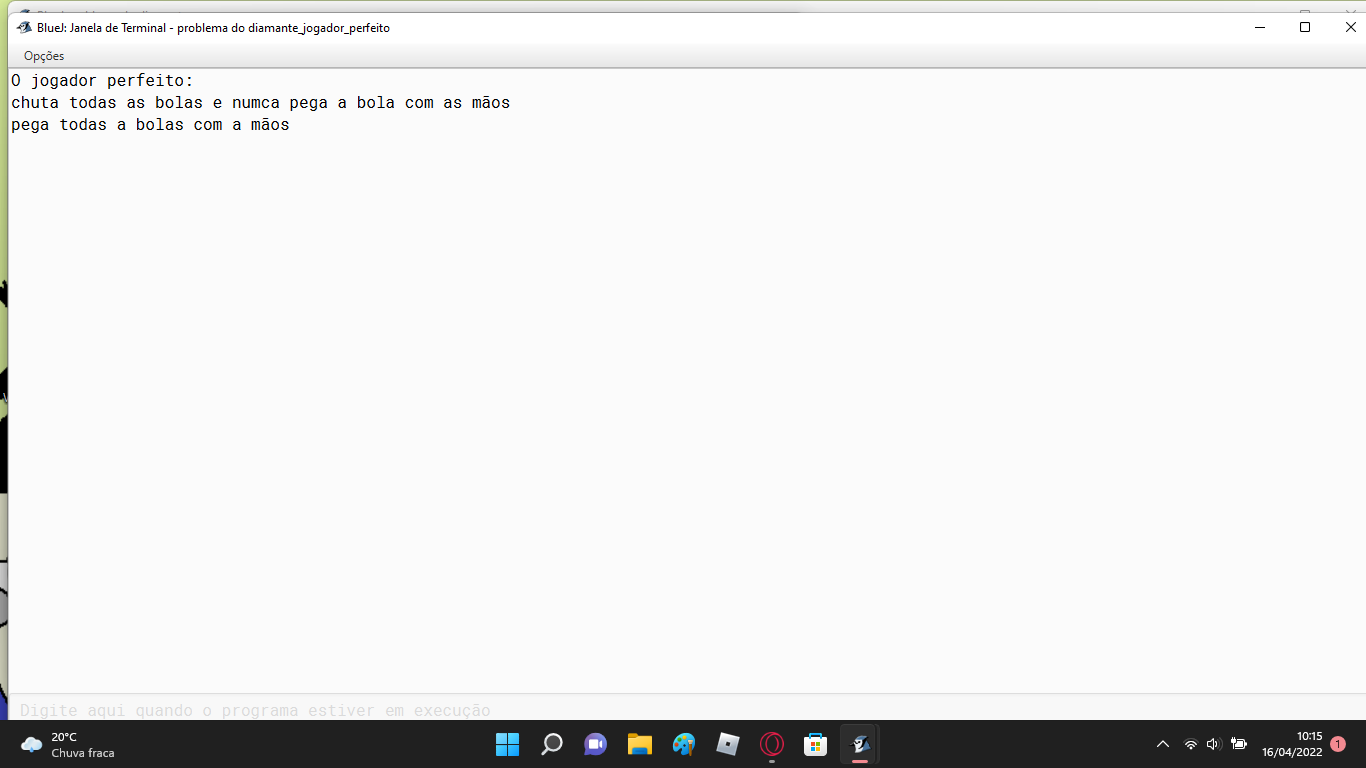 BlueJ: Janela de Terminal - problema do diamante_jogador_perfeito
Opções
O jogador perfeito:
chuta todas as bolas e numca pega a bola com as mãos
pega todas a bolas com a mãos
Digite aqui quando o programa estiver em execução
20°C
Chuva fraca
10:15
16/04/2022
1